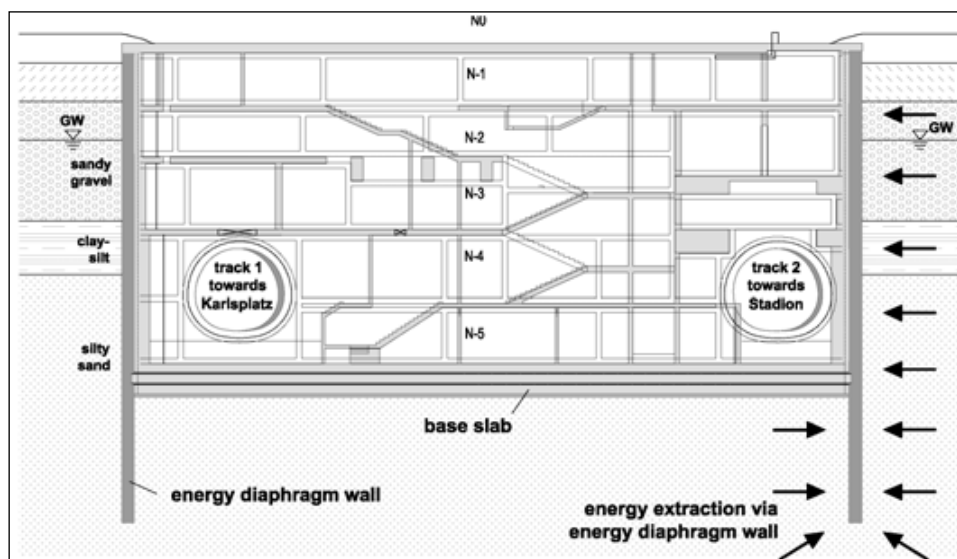 N0
N-1
GW
GW
N-2
sandy
gravel
N-3
clay-
silt
N-4
track 1
towards
Karlsplatz
track 2
towards
Stadion
N-5
silty
sand
base slab
energy diaphragm wall
energy extraction via
energy diaphragm wall